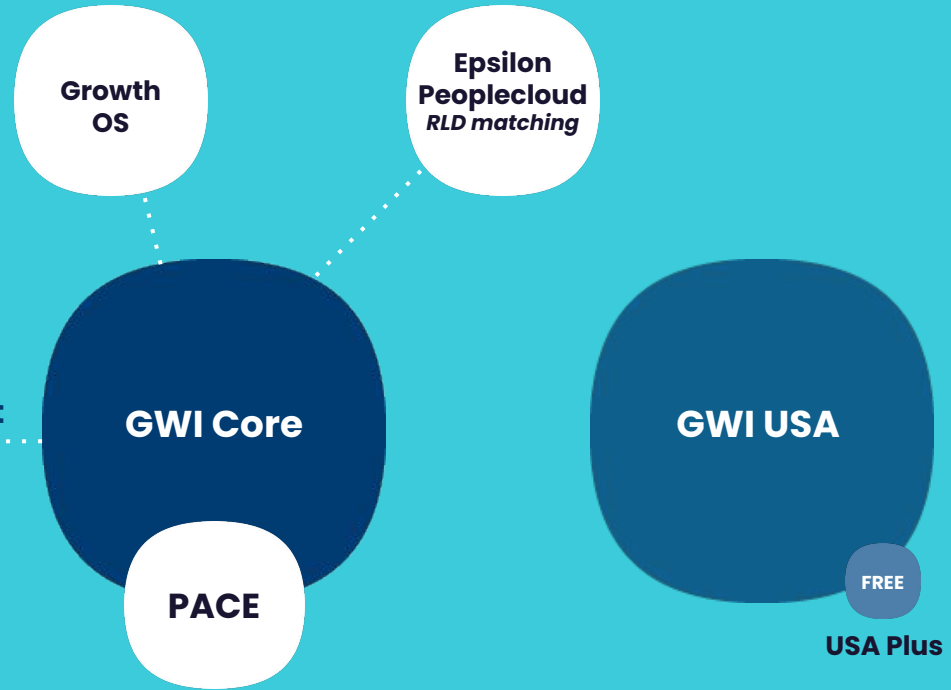 Growth
OS
Epsilon
Peoplecloud
RLD matching
GWI Core
GWI USA
PACE
FREE
USA Plus